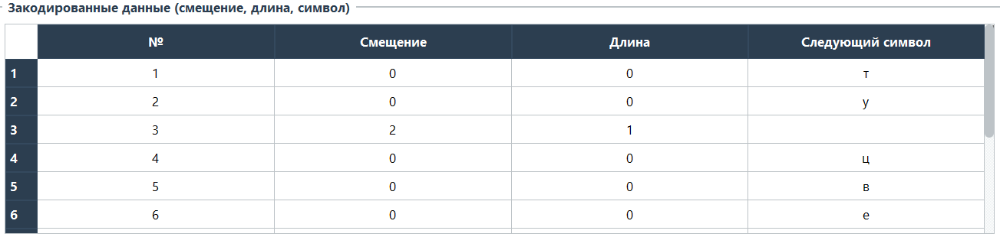 Закодированные данные (смещение, длина, символ)
№ Смещение Длина Следующий символ
1 1 0 0 т
2 2 0 0 у
3 3 2 1
4 4 0 0 ц
5 5 0 0 в
6 6 0 0 е